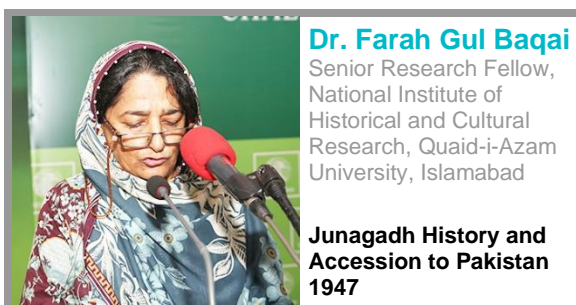 Dr. Farah Gul Baqai
Senior Research Fellow,
National Institute of
Historical and Cultural
Research, Quaid-i-Azam
University, Islamabad
Junagadh History and
Accession to Pakistan
1947